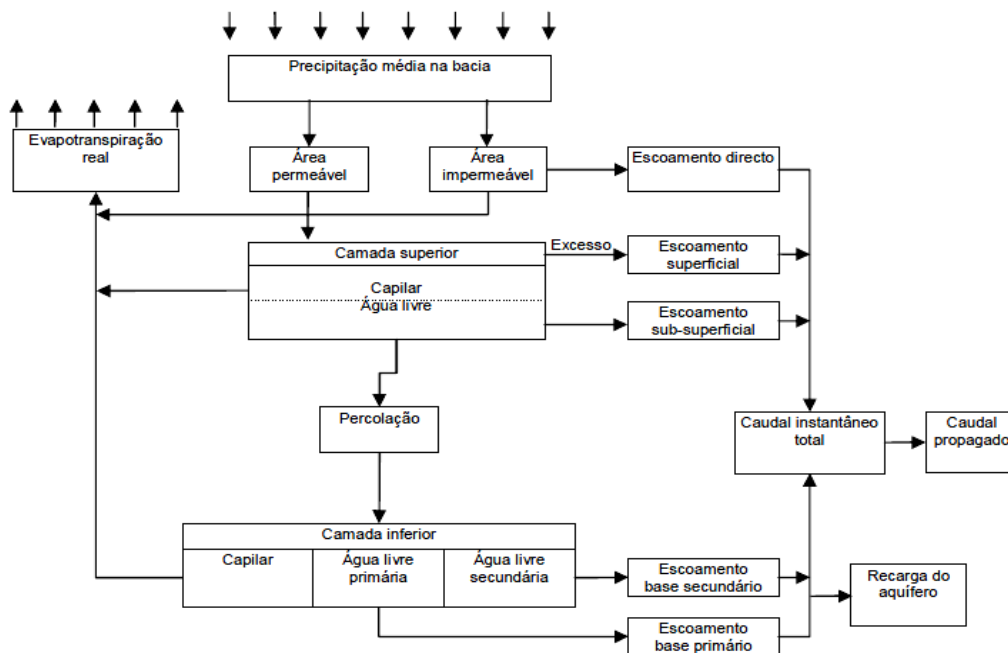 Precipitação média na bacia
Evapotranspiração
real
Área
permeável
Área
impermeável
Escoamento directo
Camada superior
Excesso
Escoamento
superficial
Capilar
Água livre
Escoamento
sub-superficial
Percolação
Caudal instantâneo
total
Caudal
propagado
Camada inferior
Capilar
Água livre
primária
Água livre
secundária
Escoamento
base secundário
Recarga do
aquífero
Escoamento
base primário